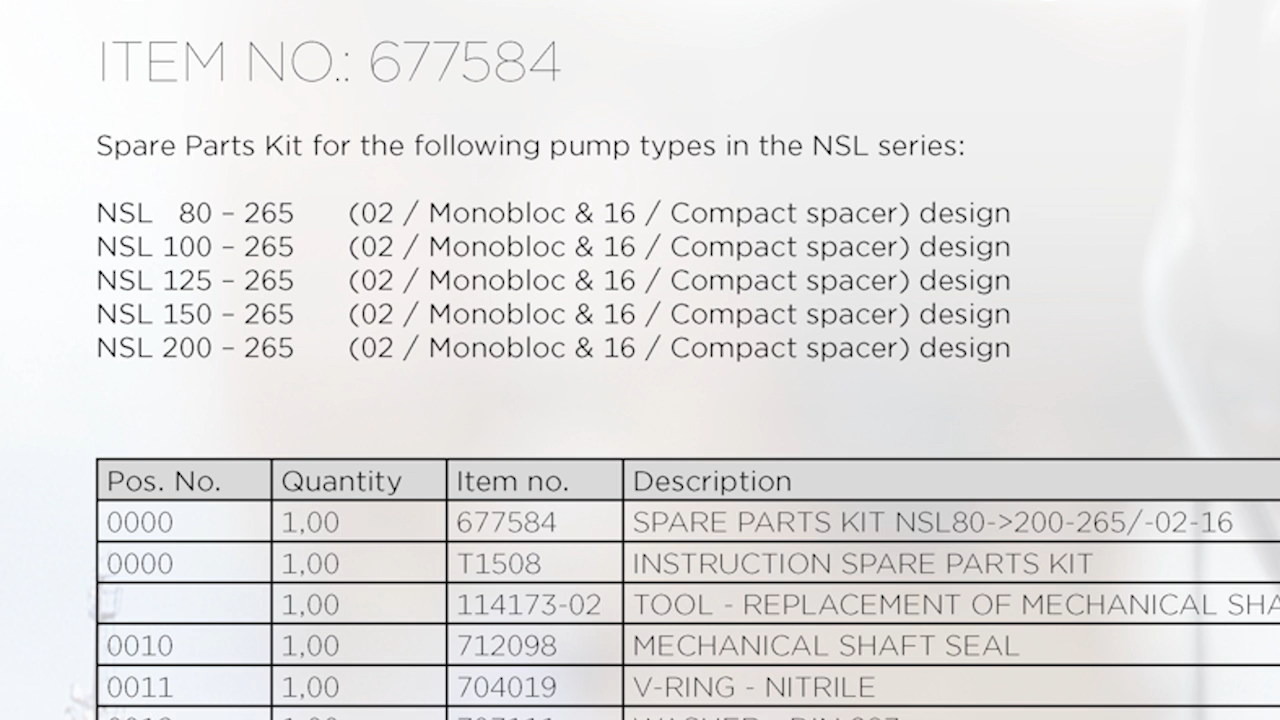 ITEM NO.: 677584
Spare Parts Kit for the following pump types in the NSL series:
NSL 80 – 265 (02 / Monobloc & 16 / Compact spacer) design
NSL 100 – 265 (02 / Monobloc & 16 / Compact spacer) design
NSL 125 – 265 (02 / Monobloc & 16 / Compact spacer) design
NSL 150 – 265 (02 / Monobloc & 16 / Compact spacer) design
NSL 200 – 265 (02 / Monobloc & 16 / Compact spacer) design
Pos. No. Quantity Item no. Description
0000 1,00 677584 SPARE PARTS KIT NSL80->200-265/-02-16
0000 1,00 T1508 INSTRUCTION SPARE PARTS KIT
1,00 114173-02 TOOL - REPLACEMENT OF MECHANICAL
0010 1,00 712098 MECHANICAL SHAFT SEAL
0011 1,00 704019 V-RING - NITRILE